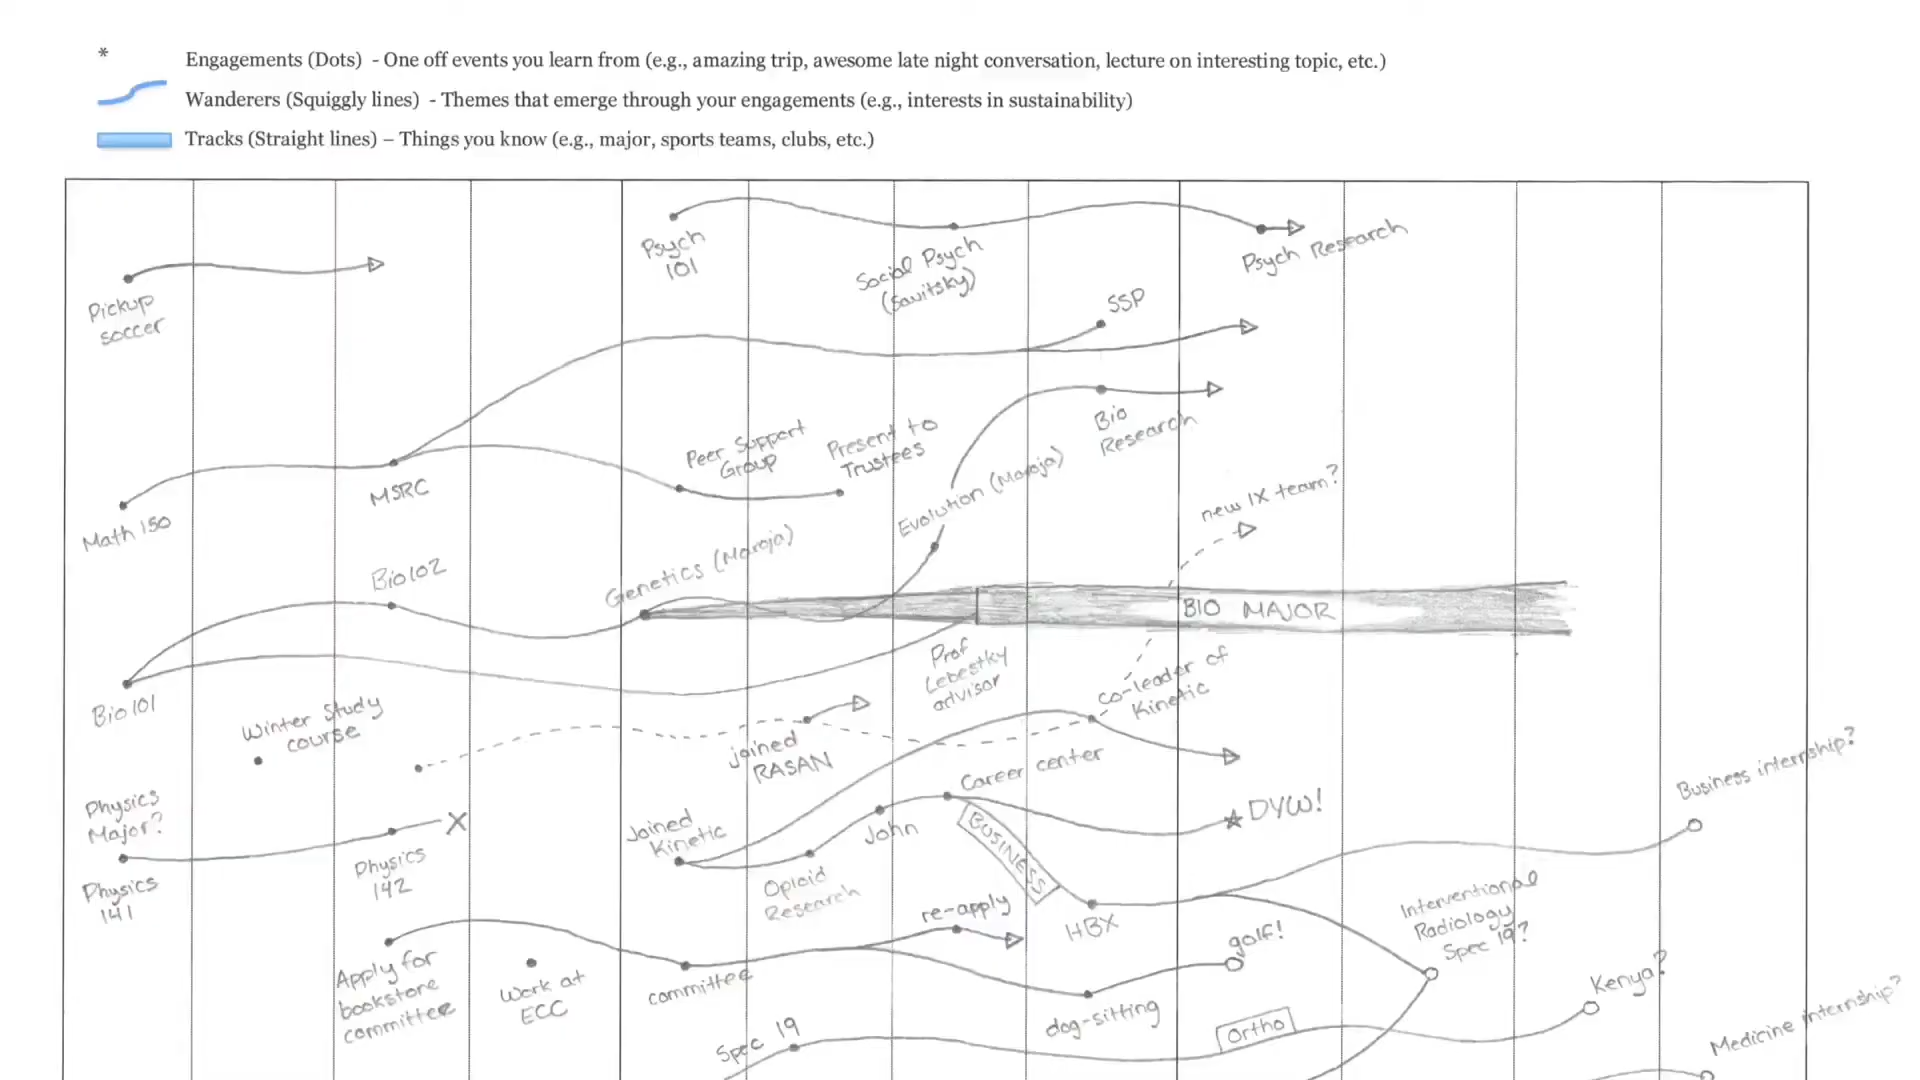 * Engagements (Dots) - One off events you learn from (e.g., amazing trip, awesome late night conversation, lecture on interesting topic, etc.)
Wanderers (Squiggly lines) - Themes that emerge through your engagements (e.g., interests in sustainability)
Tracks (Straight lines) – Things you know (e.g., major, sports teams, clubs, etc.)
Pickup
soccer
Psych
101
Social Psych
(Savitsky)
Psych Research
SSP
Math 150
MSRC
Peer Support
Group
Present to
Trustees
Bio
Research
Evolution (Maroja)
new IX team?
Bio 101
Bio 102
Genetics (Maroja)
BIO MAJOR
Prof
Lebestky
advisor
Winter Study
course
joined
RASAN
co-leader of
Kinetic
Physics
Major?
Physics
141
Physics
142
Joined
Kinetic
Opioid
Research
John
Career center
DYW!
BUSINESS
HBX
Business internship?
Apply for
bookstore
committee
Work at
ECC
committee
re-apply
dog-sitting
golf!
Interventional
Radiology
Spec 19?
Spec 19
Ortho
Kenya?
Medicine internship?